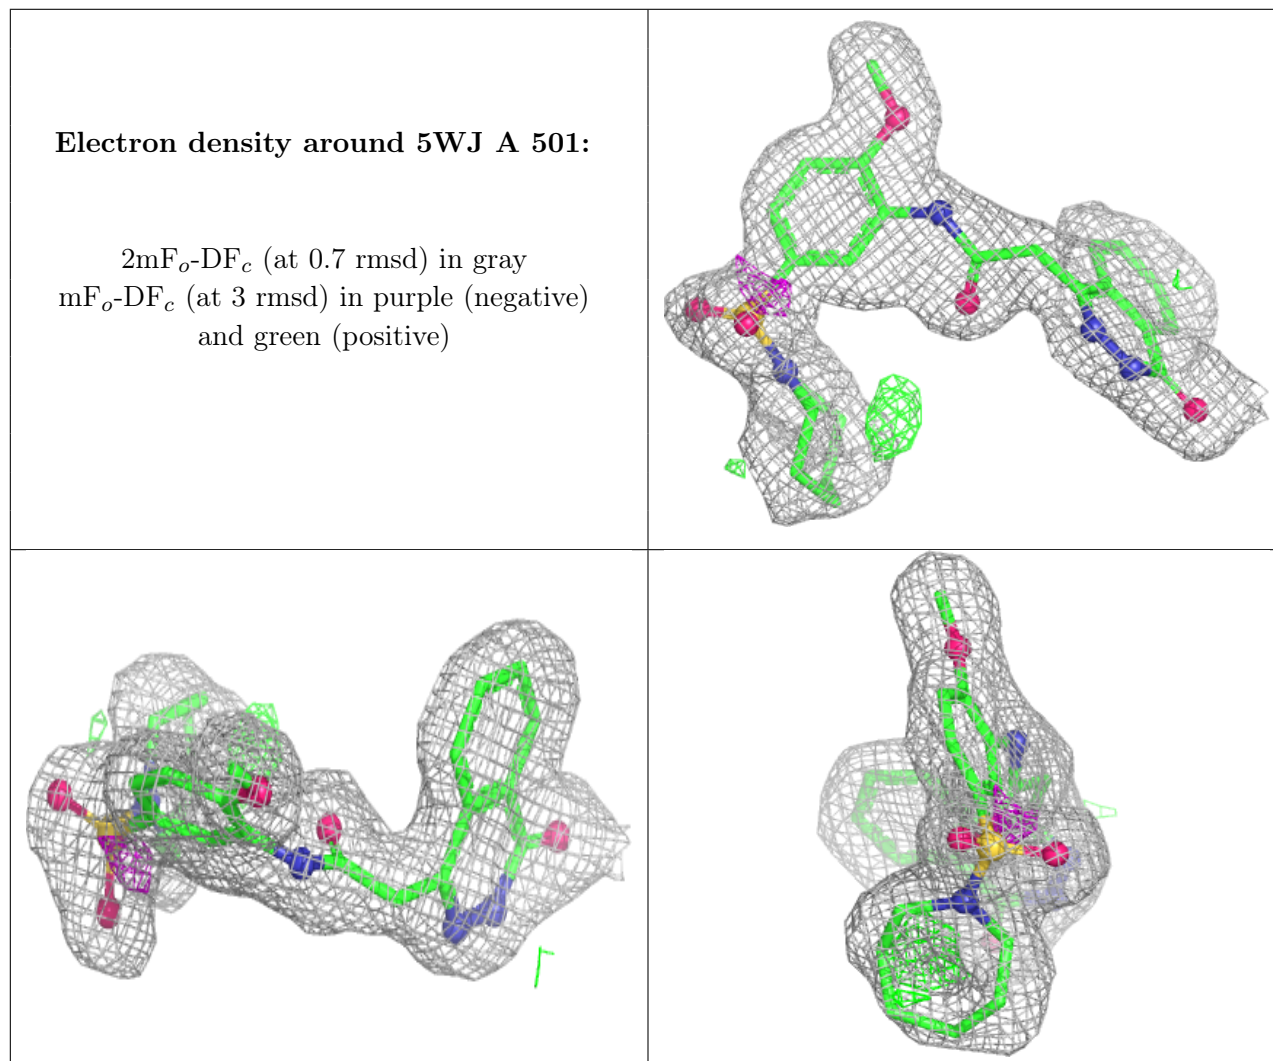 Electron density around 5WJ A 501:
2mFo-DFc (at 0.7 rmsd) in gray
mFo-DFc (at 3 rmsd) in purple (negative)
and green (positive)